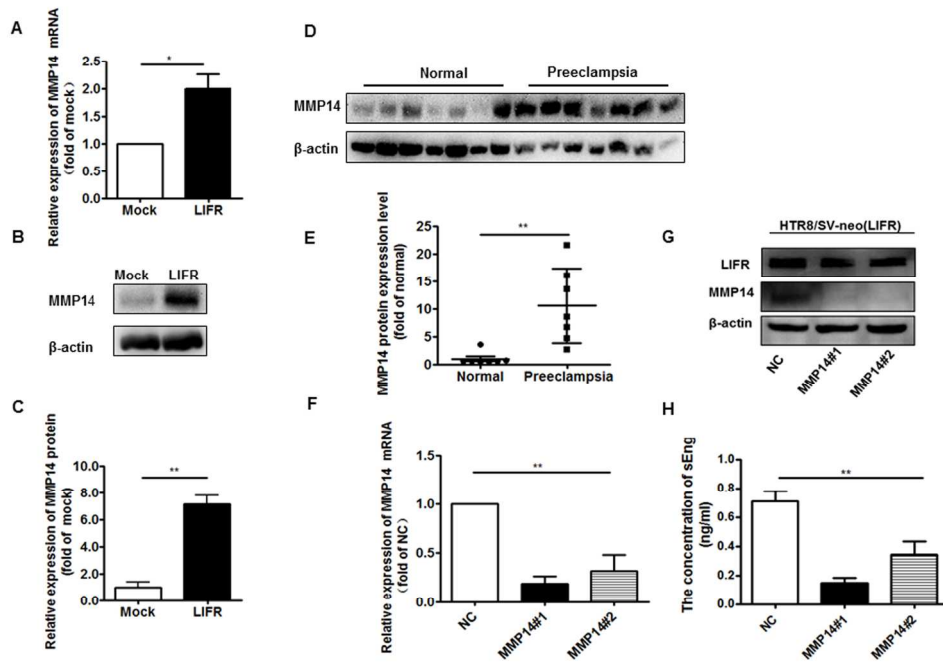 A
Relative expression of MMP14 mRNA
(fold of mock)
2.5
2.0
1.5
1.0
0.5
0.0
*
Mock
LIFR
B
Mock
LIFR
MMP14
β-actin
C
Relative expression of MMP14 protein
(fold of mock)
10.0
8.0
6.0
4.0
2.0
0.0
**
Mock
LIFR
D
Normal
Preeclampsia
MMP14
β-actin
E
MMP14 protein expression level
(fold of normal)
25
20
15
10
5
0
**
Normal
Preeclampsia
F
Relative expression of MMP14 mRNA
(fold of NC)
1.5
1.0
0.5
0.0
**
NC
MMP14#1
MMP14#2
G
HTR8/SV-neo(LIFR)
LIFR
MMP14
β-actin
NC
MMP14#1
MMP14#2
H
The concentration of sEng
(ng/ml)
1.0
0.8
0.6
0.4
0.2
0.0
**
NC
MMP14#1
MMP14#2